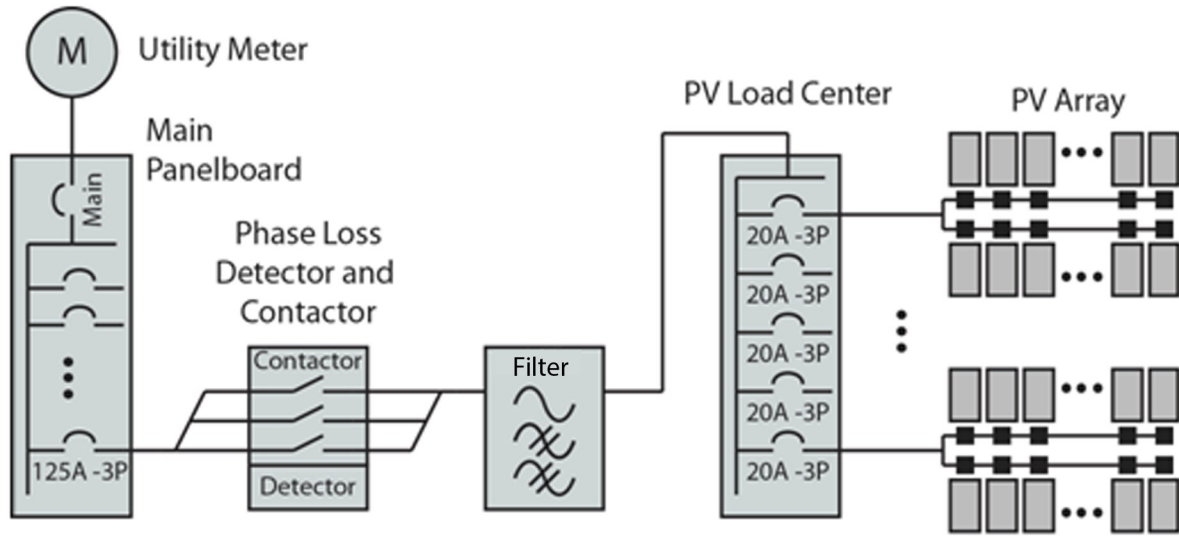 M
Utility Meter
Main
Panelboard
Main
125A -3P
Phase Loss
Detector and
Contactor
Contactor
Detector
Filter
PV Load Center
20A -3P
20A -3P
20A -3P
20A -3P
20A -3P
PV Array